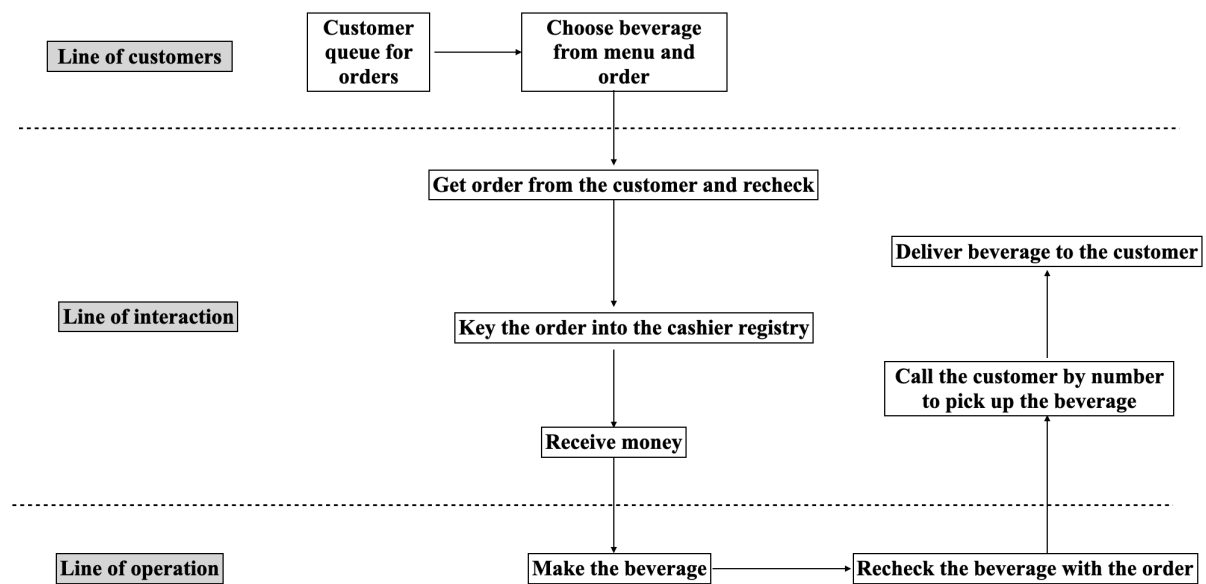 Line of customers
Customer
queue for
orders
Choose beverage
from menu and
order
Get order from the customer and recheck
Deliver beverage to the customer
Line of interaction
Key the order into the cashier registry
Call the customer by number
to pick up the beverage
Receive money
Line of operation
Make the beverage
Recheck the beverage with the order